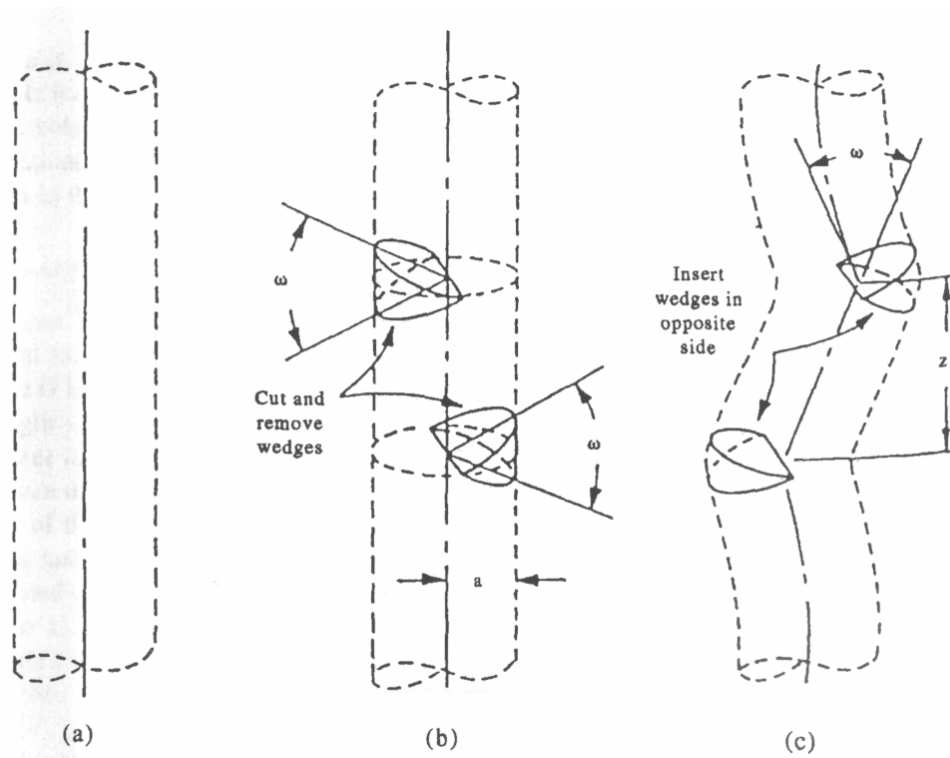 ω
Cut and
remove
wedges
ω
a
ω
Insert
wedges in
opposite
side
z
(a)
(b)
(c)